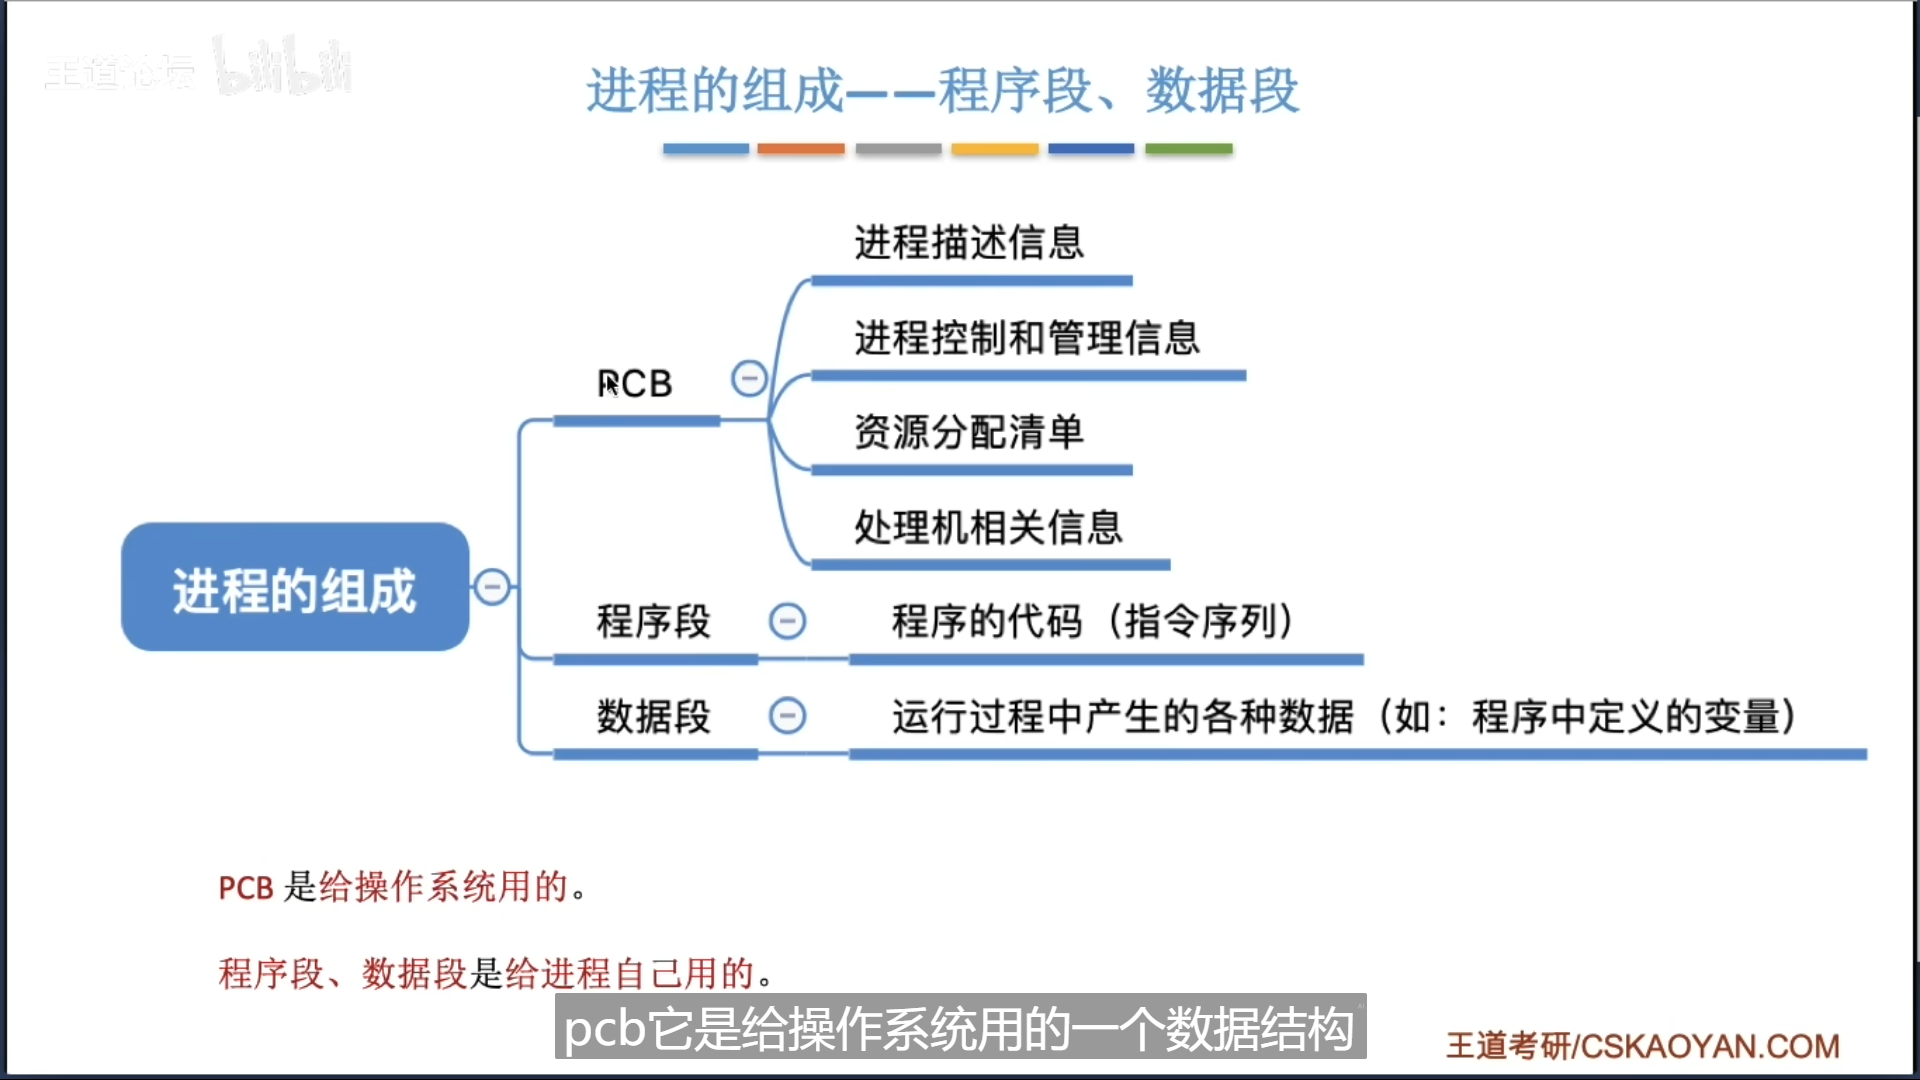 王道论坛 bilibili
进程的组成——程序段、数据段
进程描述信息
进程控制和管理信息
PCB
资源分配清单
处理机相关信息
进程的组成
程序段
程序的代码（指令序列）
数据段
运行过程中产生的各种数据（如：程序中定义的变量）
PCB 是给操作系统用的。
程序段、数据段是给进程自己用的。
pcb它是给操作系统用的一个数据结构
王道考研/CSKAOYAN.COM